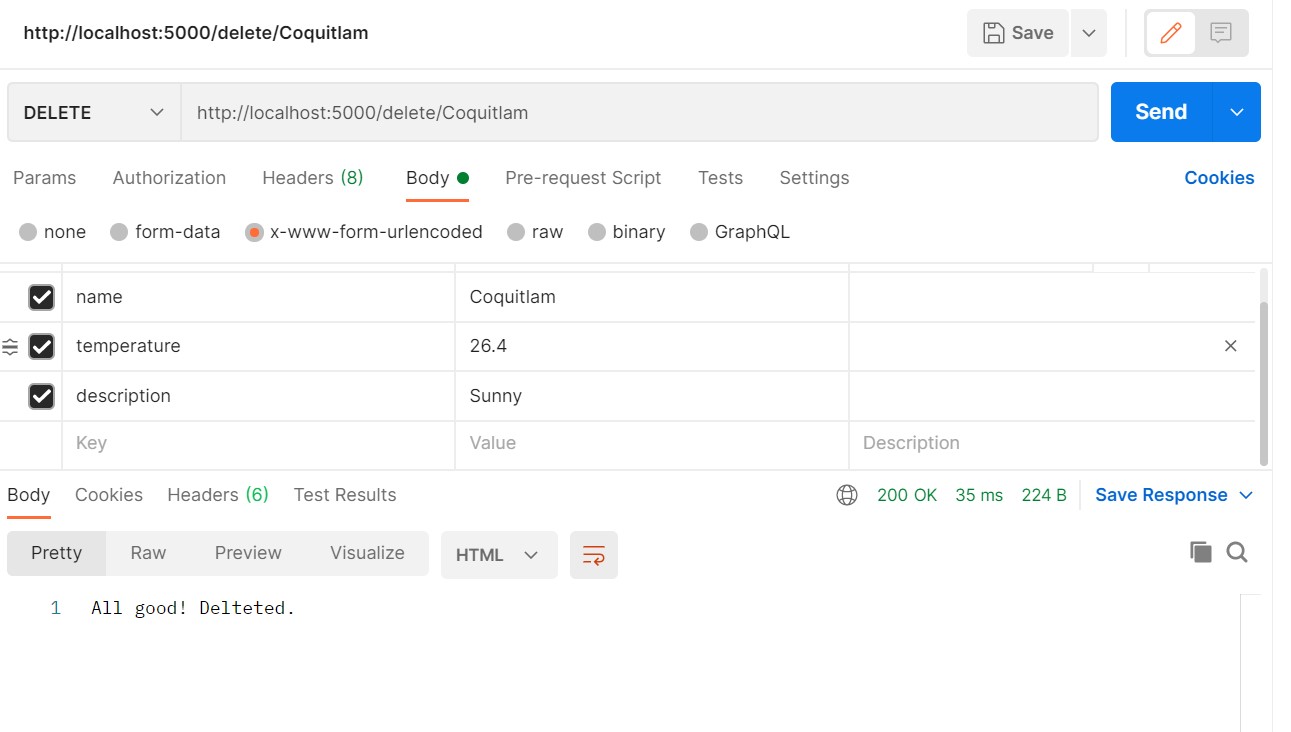 http://localhost:5000/delete/Coquitlam Save
DELETE http://localhost:5000/delete/Coquitlam Send
Params Authorization Headers (8) Body Pre-request Script Tests Settings Cookies
none form-data x-www-form-urlencoded raw binary GraphQL
name Coquitlam
temperature 26.4
description Sunny
Key Value Description
Body Cookies Headers (6) Test Results 200 OK 35 ms 224 B Save Response
Pretty Raw Preview Visualize HTML
1 All good! Delteted.